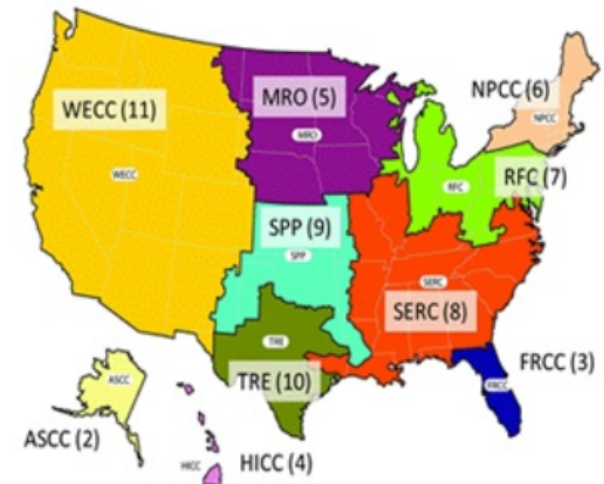 MRO (5)
NPCC (6)
WECC (11)
NPCC
MRO
WECC
RFC (7)
RFC
SPP (9)
SPP
SERC
SERC (8)
TRE
FRCC (3)
TRE (10)
ASCC
FRCC
ASCC (2)
HICC
HICC (4)